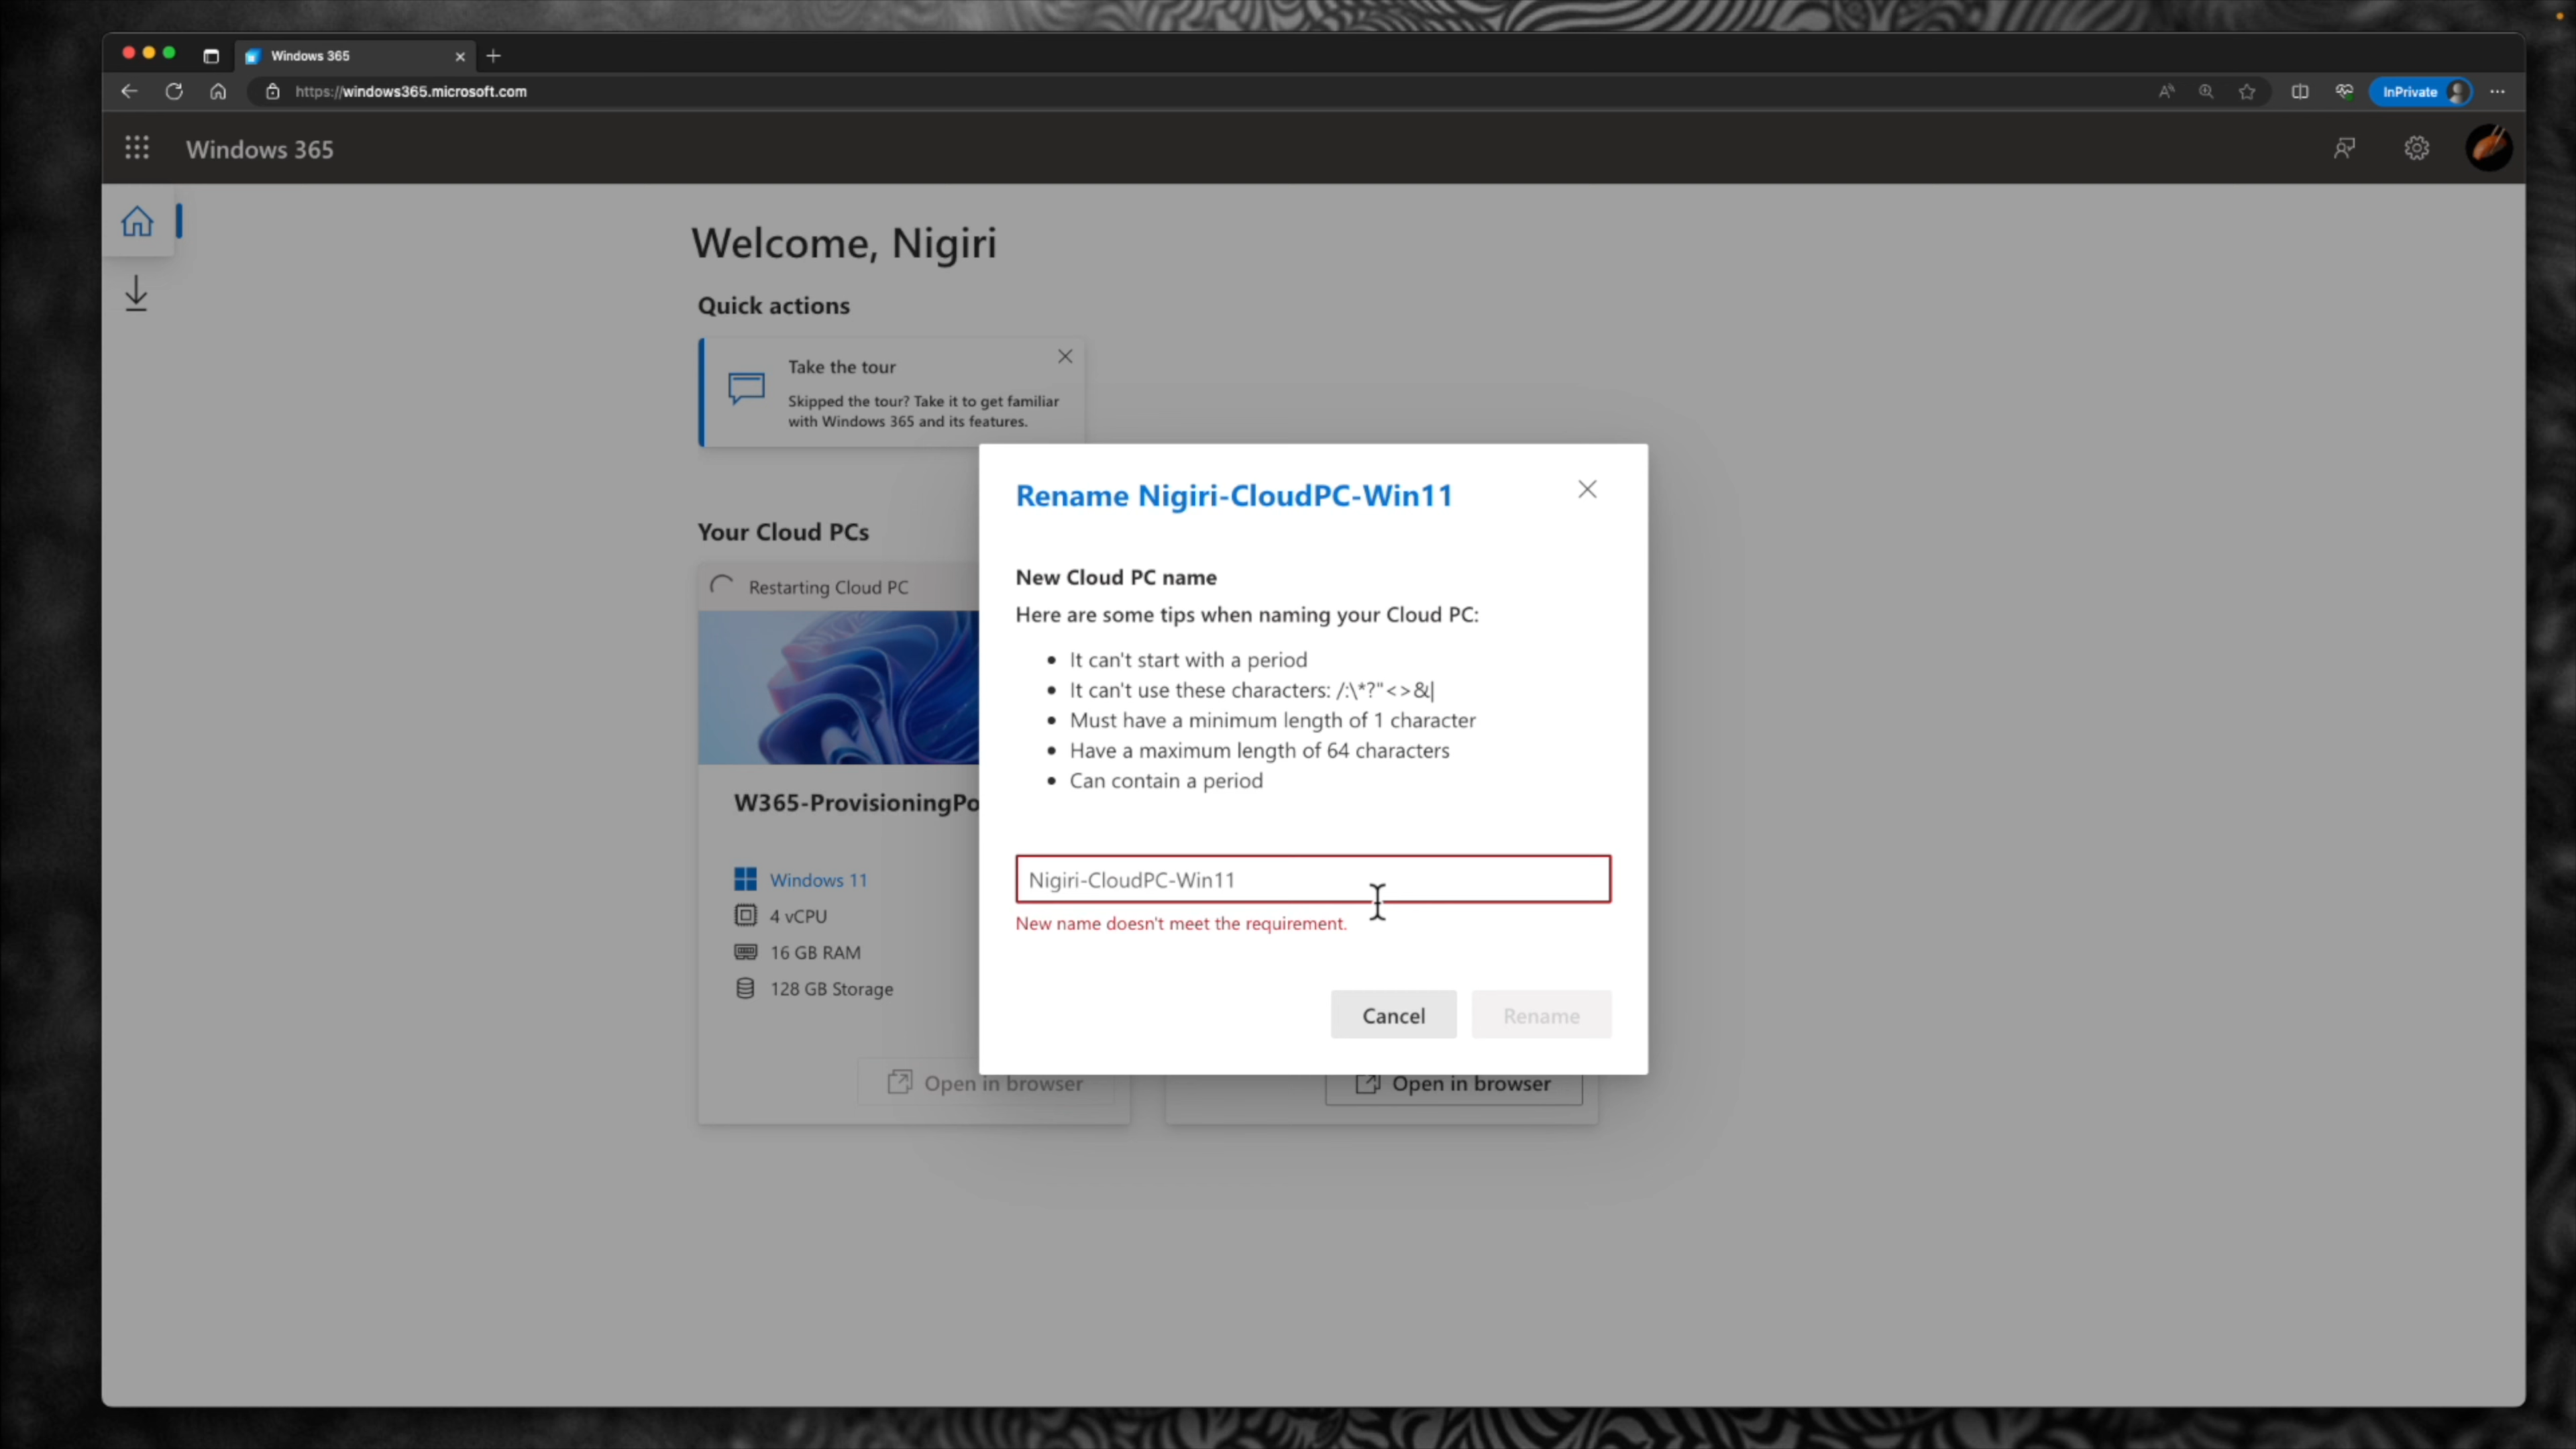 Windows 365
https://windows365.microsoft.com
InPrivate
Windows 365
Welcome, Nigiri
Quick actions
Take the tour
Skipped the tour? Take it to get familiar
with Windows 365 and its features.
Your Cloud PCs
Restarting Cloud PC
W365-ProvisioningPo
Windows 11
4 vCPU
16 GB RAM
128 GB Storage
Open in browser
Open in browser
Rename Nigiri-CloudPC-Win11
New Cloud PC name
Here are some tips when naming your Cloud PC:
• It can't start with a period
• It can't use these characters: /:\*?"<>&|
• Must have a minimum length of 1 character
• Have a maximum length of 64 characters
• Can contain a period
Nigiri-CloudPC-Win11
New name doesn't meet the requirement.
Cancel
Rename